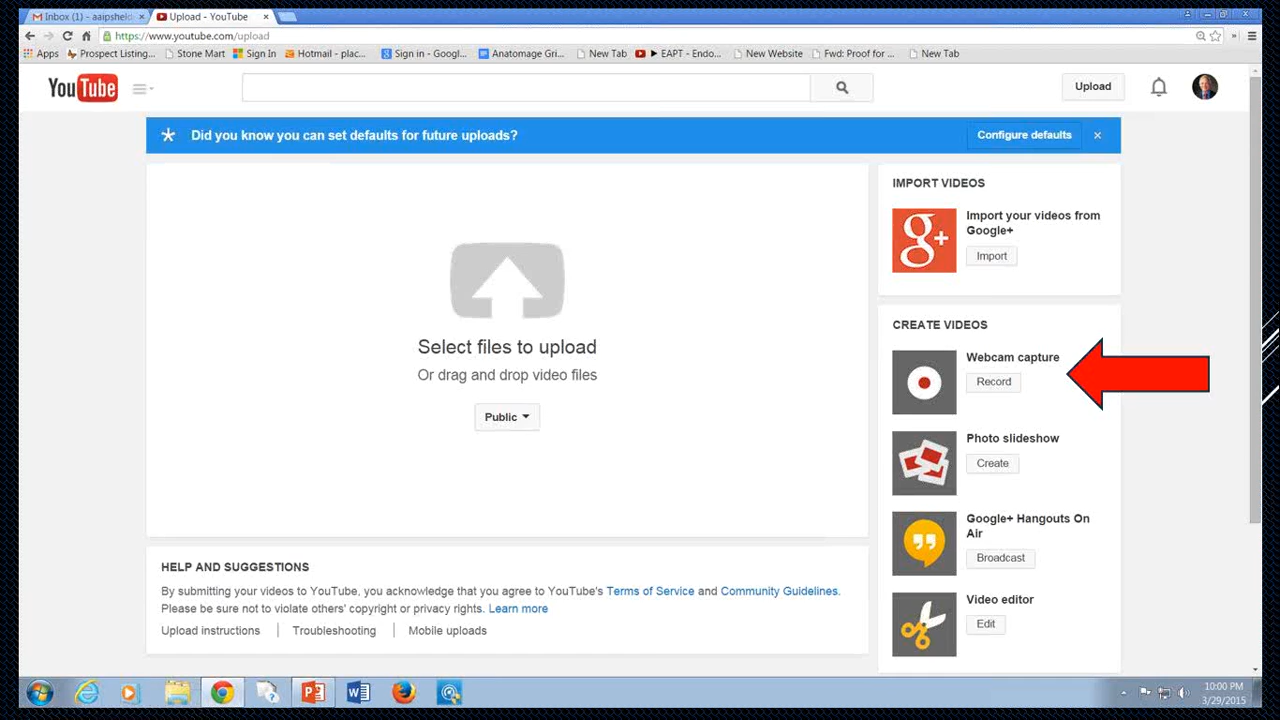 Inbox (1) - aaipsheld
Upload - YouTube
https://www.youtube.com/upload
Apps
Prospect Listing...
Stone Mart
Sign In
Hotmail - plac...
Sign in - Googl...
Anatomage Gri...
New Tab
▶ EAPT - Endo...
New Website
Fwd: Proof for ...
New Tab
YouTube
Upload
Did you know you can set defaults for future uploads?
Configure defaults
Select files to upload
Or drag and drop video files
Public
IMPORT VIDEOS
g+
Import your videos from
Google+
Import
CREATE VIDEOS
Webcam capture
Record
Photo slideshow
Create
Google+ Hangouts On
Air
Broadcast
Video editor
Edit
HELP AND SUGGESTIONS
By submitting your videos to YouTube, you acknowledge that you agree to YouTube's Terms of Service and Community Guidelines.
Please be sure not to violate others' copyright or privacy rights. Learn more
Upload instructions
Troubleshooting
Mobile uploads
10:00 PM
3/29/2015